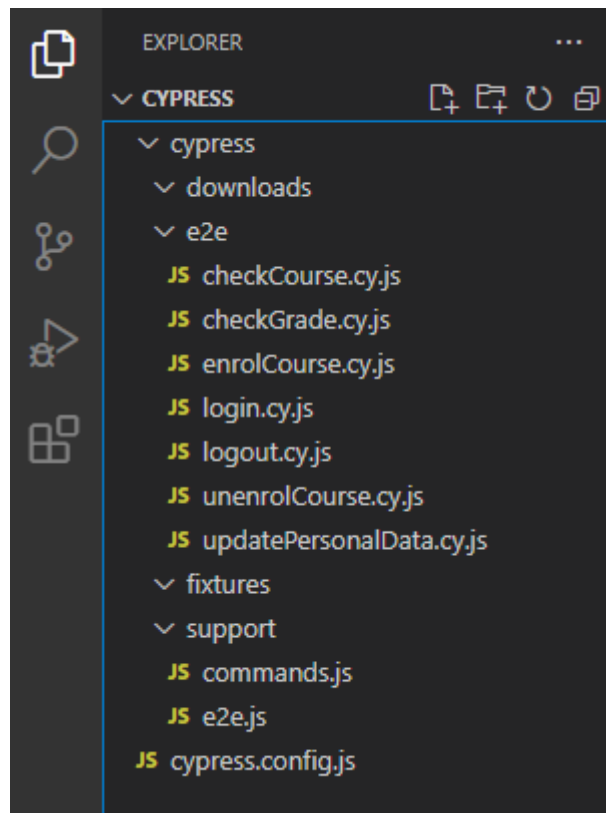 EXPLORER ...
CYPRESS
cypress
downloads
e2e
JS checkCourse.cy.js
JS checkGrade.cy.js
JS enrolCourse.cy.js
JS login.cy.js
JS logout.cy.js
JS unenrolCourse.cy.js
JS updatePersonalData.cy.js
fixtures
support
JS commands.js
JS e2e.js
JS cypress.config.js